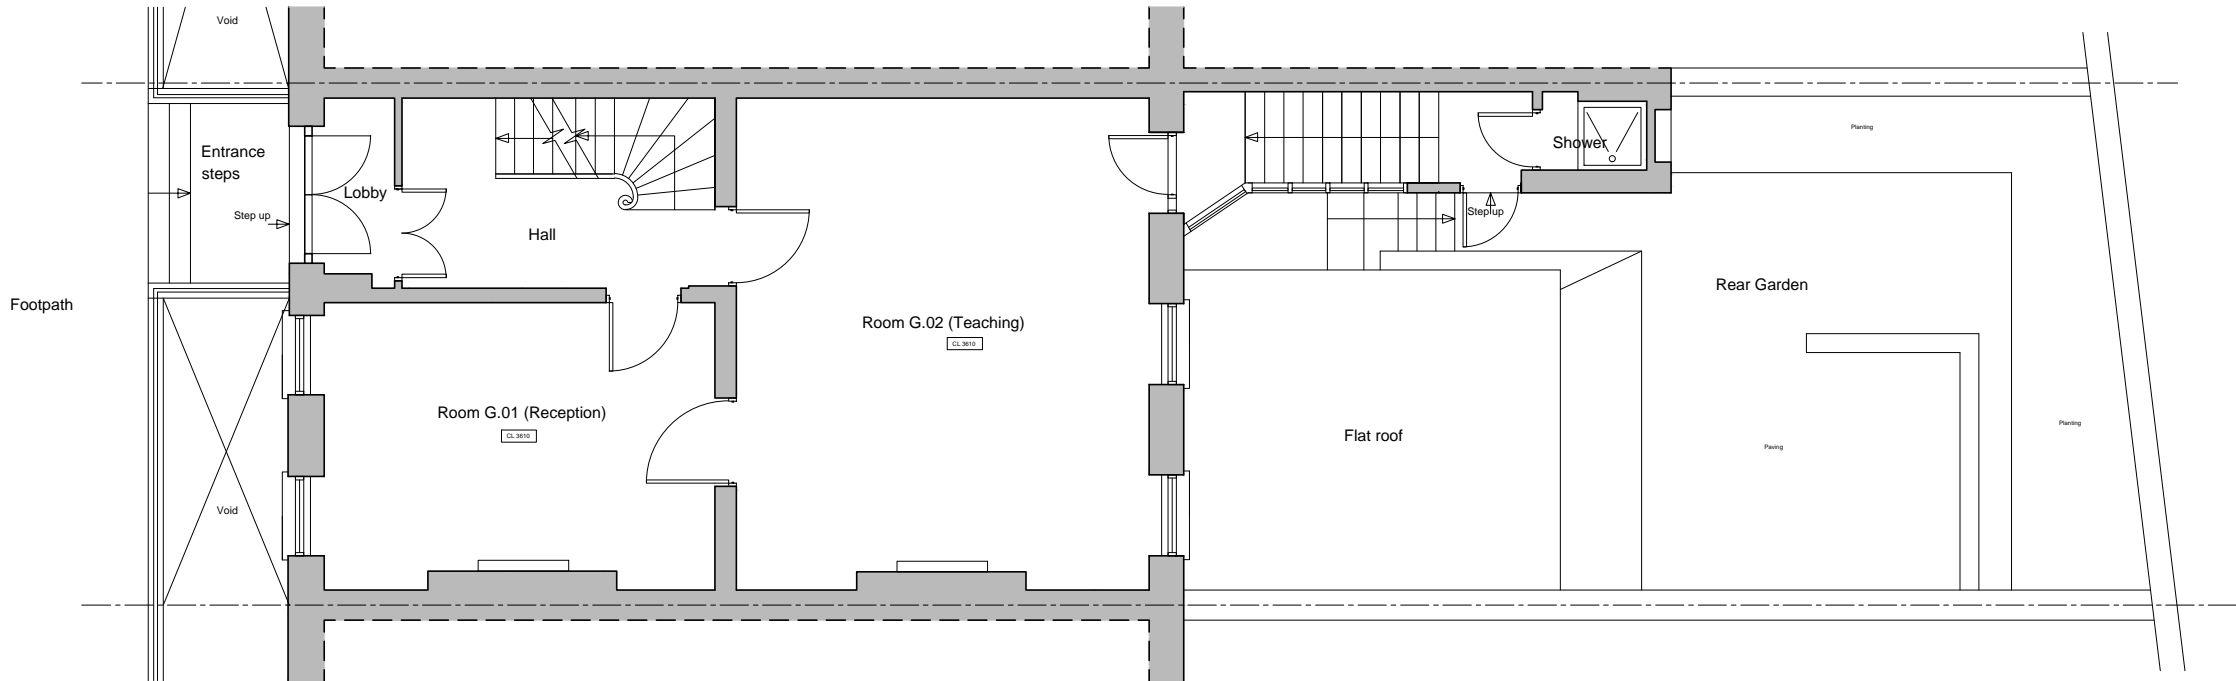 Void
Entrance
steps
Lobby
Step up
Hall
Footpath
Room G.01 (Reception)
CL 3610
Void
Room G.02 (Teaching)
CL 3610
Shower
Step up
Flat roof
Rear Garden
Planting
Paving
Planting